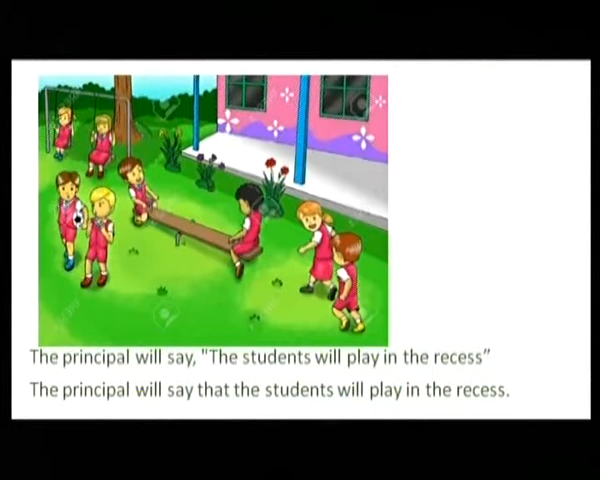 The principal will say, "The students will play in the recess"
The principal will say that the students will play in the recess.